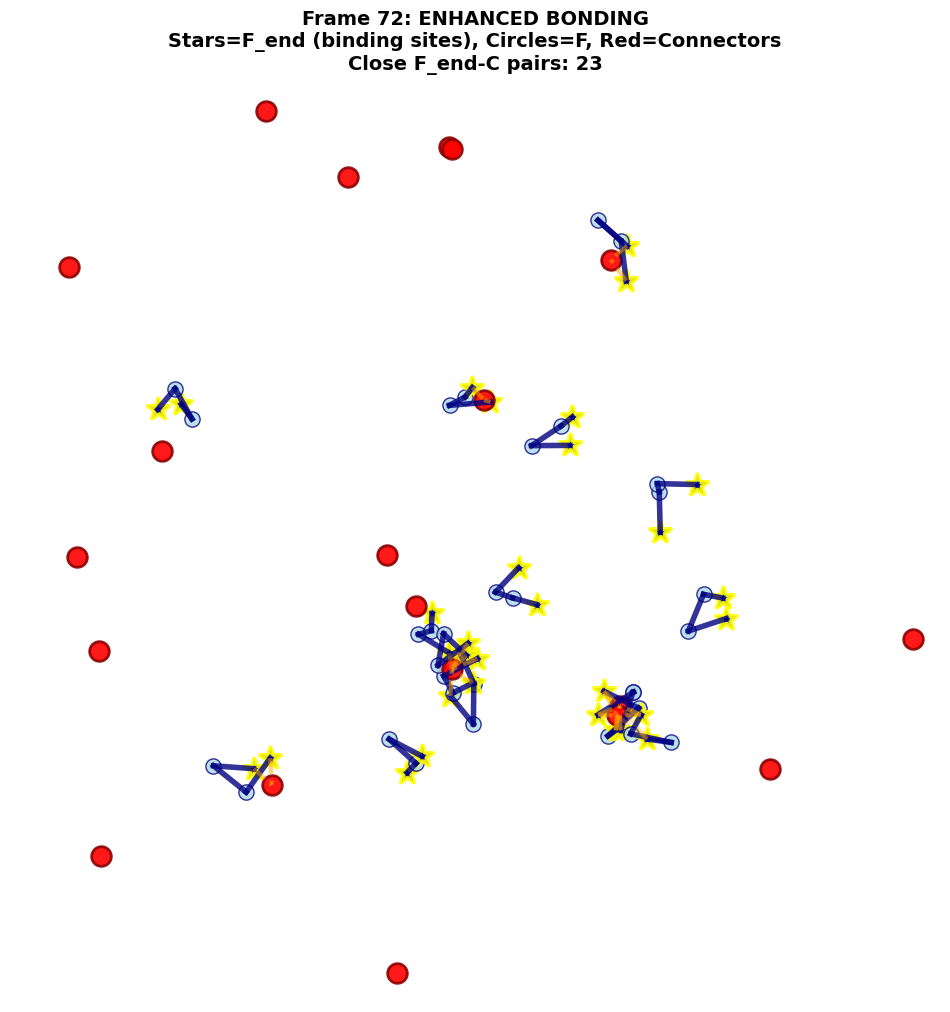 Frame 72: ENHANCED BONDING
Stars=F_end (binding sites), Circles=F, Red=Connectors
Close F_end-C pairs: 23